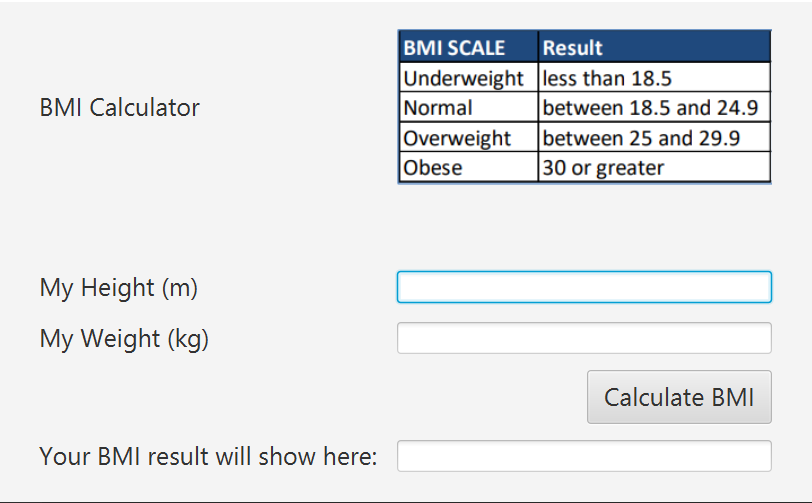 BMI Calculator
BMI SCALE Result
Underweight less than 18.5
Normal between 18.5 and 24.9
Overweight between 25 and 29.9
Obese 30 or greater
My Height (m)
My Weight (kg)
Calculate BMI
Your BMI result will show here: